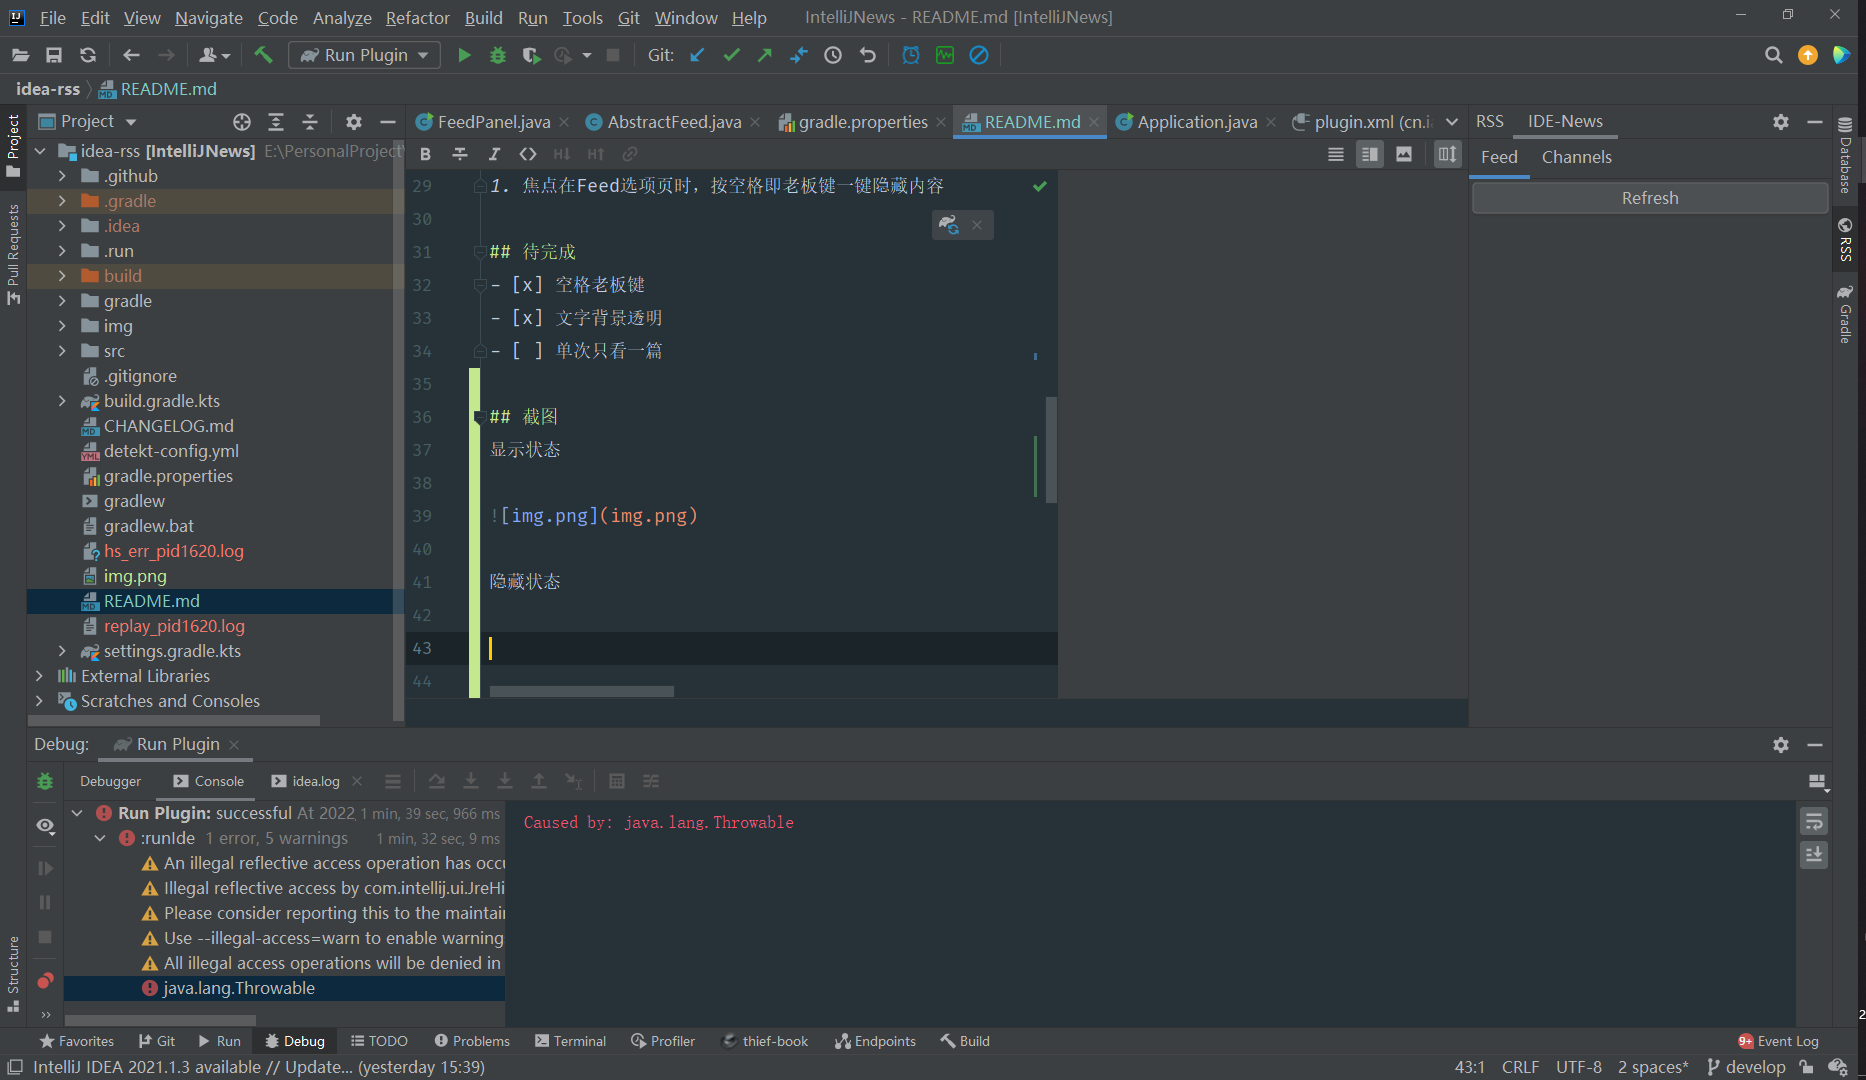 File Edit View Navigate Code Analyze Refactor Build Run Tools Git Window Help IntelliJNews - README.md [IntelliJNews]
Run Plugin Git:
idea-rss README.md
Project
FeedPanel.java AbstractFeed.java gradle.properties README.md Application.java plugin.xml (cn.i
RSS IDE-News
Feed Channels
Refresh
Project
Pull Requests
Structure
idea-rss [IntelliJNews] E:\PersonalProject\
.github
.gradle
.idea
.run
build
gradle
img
src
.gitignore
build.gradle.kts
CHANGELOG.md
detekt-config.yml
gradle.properties
gradlew
gradlew.bat
hs_err_pid1620.log
img.png
README.md
replay_pid1620.log
settings.gradle.kts
External Libraries
Scratches and Consoles
29 1. 焦点在Feed选项页时，按空格即老板键一键隐藏内容
30
31 ## 待完成
32 - [x] 空格老板键
33 - [x] 文字背景透明
34 - [ ] 单次只看一篇
35
36 ## 截图
37 显示状态
38
39 ![img.png](img.png)
40
41 隐藏状态
42
43
44
Database
RSS
Gradle
Debug: Run Plugin
Debugger Console idea.log
Run Plugin: successful At 2022 1 min, 39 sec, 966 ms
:runIde 1 error, 5 warnings 1 min, 32 sec, 9 ms
An illegal reflective access operation has occu
Illegal reflective access by com.intellij.ui.JreHi
Please consider reporting this to the maintain
Use --illegal-access=warn to enable warning
All illegal access operations will be denied in
java.lang.Throwable
Caused by: java.lang.Throwable
Favorites Git Run Debug TODO Problems Terminal Profiler thief-book Endpoints Build 9+ Event Log
IntelliJ IDEA 2021.1.3 available // Update... (yesterday 15:39) 43:1 CRLF UTF-8 2 spaces* develop